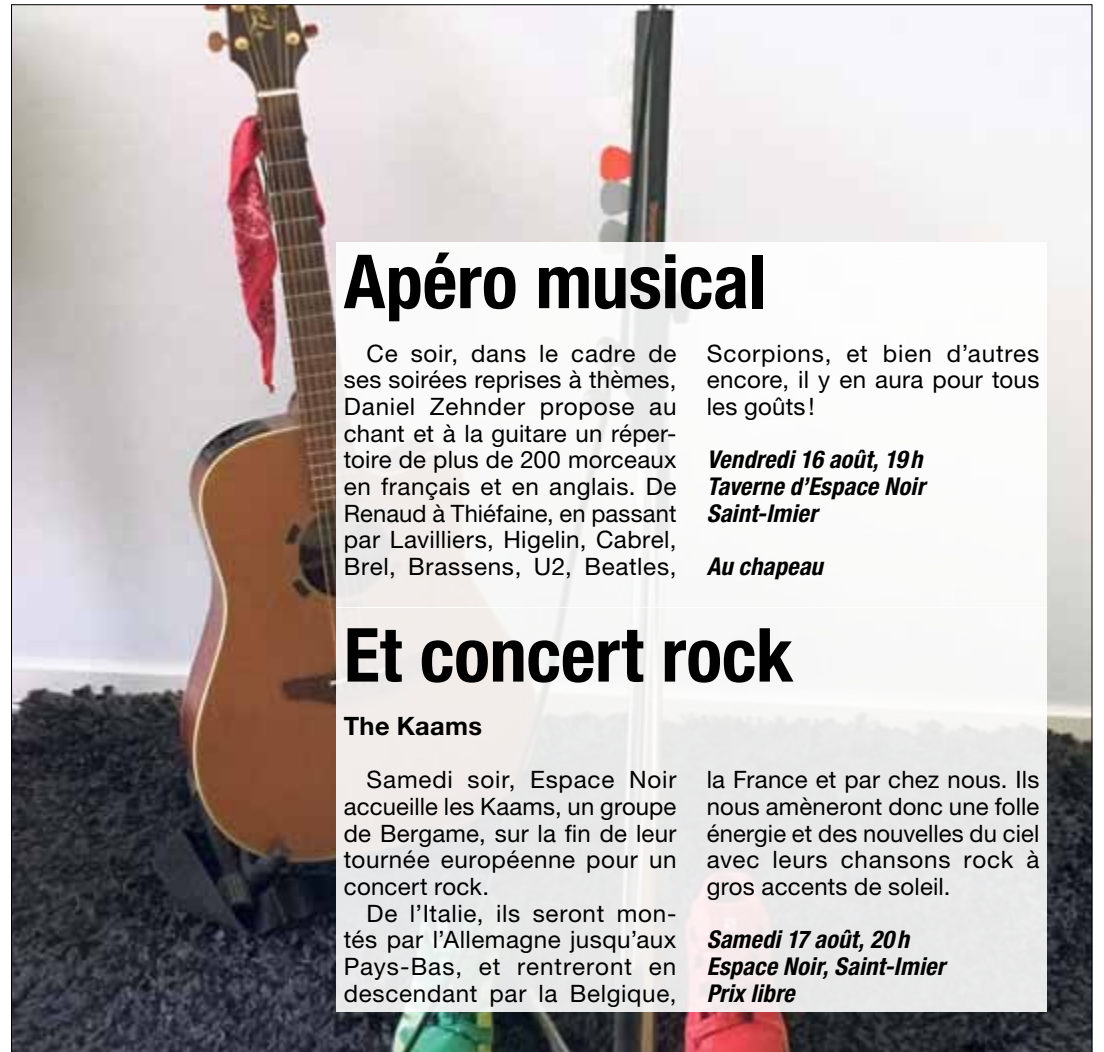 Apéro musical
Ce soir, dans le cadre de
ses soirées reprises à thèmes,
Daniel Zehnder propose au
chant et à la guitare un réper-
toire de plus de 200 morceaux
en français et en anglais. De
Renaud à Thiéfaine, en passant
par Lavilliers, Higelin, Cabrel,
Brel, Brassens, U2, Beatles,
Scorpions, et bien d'autres
encore, il y en aura pour tous
les goûts!
Vendredi 16 août, 19h
Taverne d'Espace Noir
Saint-Imier
Au chapeau
Et concert rock
The Kaams
Samedi soir, Espace Noir
accueille les Kaams, un groupe
de Bergame, sur la fin de leur
tournée européenne pour un
concert rock.
De l'Italie, ils seront mon-
tés par l'Allemagne jusqu'aux
Pays-Bas, et rentreront en
descendant par la Belgique,
la France et par chez nous. Ils
nous amèneront donc une folle
énergie et des nouvelles du ciel
avec leurs chansons rock à
gros accents de soleil.
Samedi 17 août, 20h
Espace Noir, Saint-Imier
Prix libre